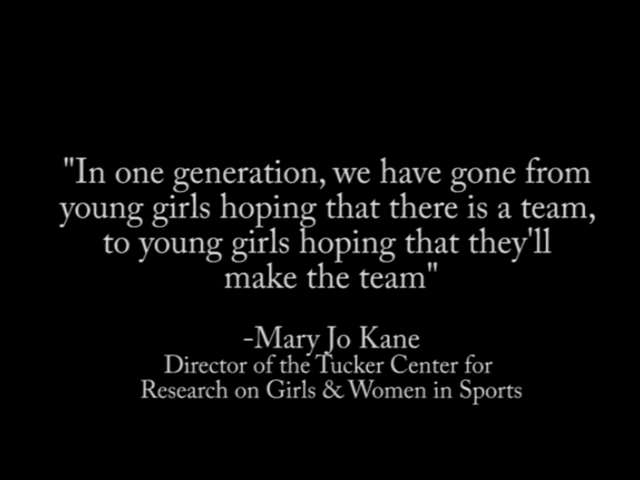 "In one generation, we have gone from
young girls hoping that there is a team,
to young girls hoping that they'll
make the team"
-Mary Jo Kane
Director of the Tucker Center for
Research on Girls & Women in Sports